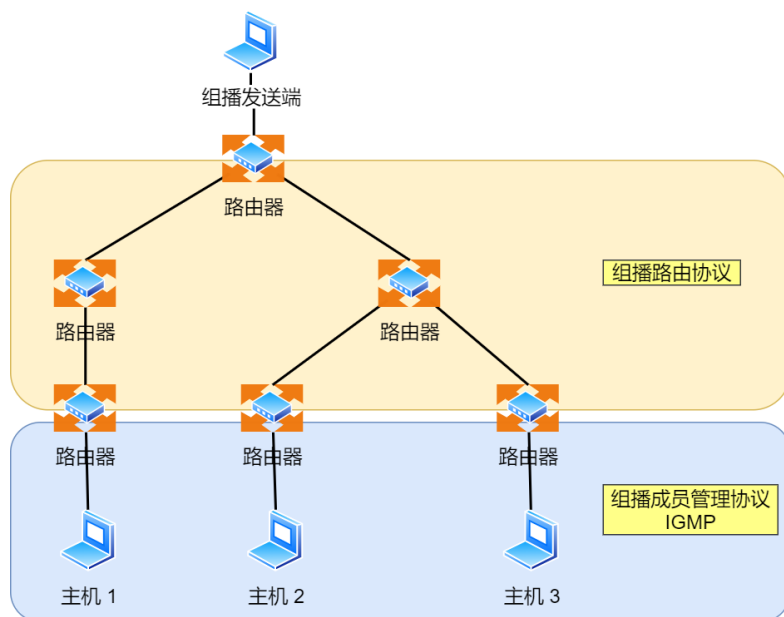 组播发送端
路由器
组播路由协议
路由器
路由器
路由器
路由器
路由器
组播成员管理协议
IGMP
主机 1
主机 2
主机 3